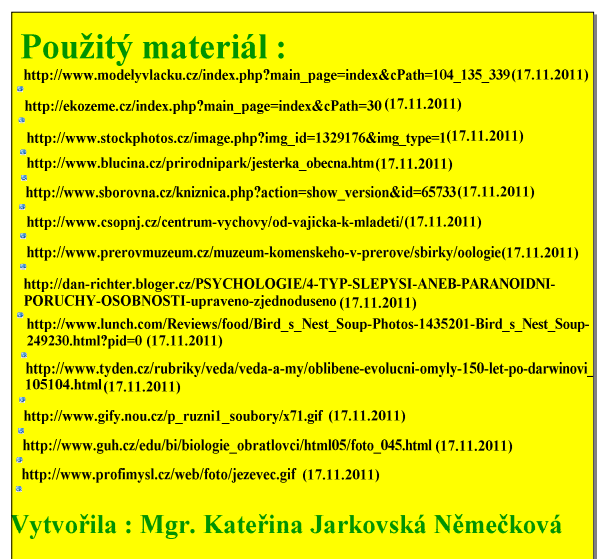 Použitý materiál :
http://www.modelyvlacku.cz/index.php?main_page=index&cPath=104_135_339(17.11.2011)
http://ekozeme.cz/index.php?main_page=index&cPath=30 (17.11.2011)
http://www.stockphotos.cz/image.php?img_id=1329176&img_type=1(17.11.2011)
http://www.blucina.cz/prirodnipark/jesterka_obecna.htm(17.11.2011)
http://www.sborovna.cz/kniznica.php?action=show_version&id=65733(17.11.2011)
http://www.csopnj.cz/centrum-vychovy/od-vajicka-k-mladeti/(17.11.2011)
http://www.prerovmuzeum.cz/muzeum-komenskeho-v-prerove/sbirky/oologie(17.11.2011)
http://dan-richter.bloger.cz/PSYCHOLOGIE/4-TYP-SLEPYSI-ANEB-PARANOIDNI-
PORUCHY-OSOBNOSTI-upraveno-zjednoduseno (17.11.2011)
http://www.lunch.com/Reviews/food/Bird_s_Nest_Soup-Photos-1435201-Bird_s_Nest_Soup-
249230.html?pid=0 (17.11.2011)
http://www.tyden.cz/rubriky/veda/veda-a-my/oblibene-evolucni-omyly-150-let-po-darwinovi_
105104.html(17.11.2011)
http://www.gify.nou.cz/p_ruzni1_soubory/x71.gif (17.11.2011)
http://www.guh.cz/edu/bi/biologie_obratlovci/html05/foto_045.html (17.11.2011)
http://www.profimysl.cz/web/foto/jezevec.gif (17.11.2011)
Vytvořila : Mgr. Kateřina Jarkovská Němečková